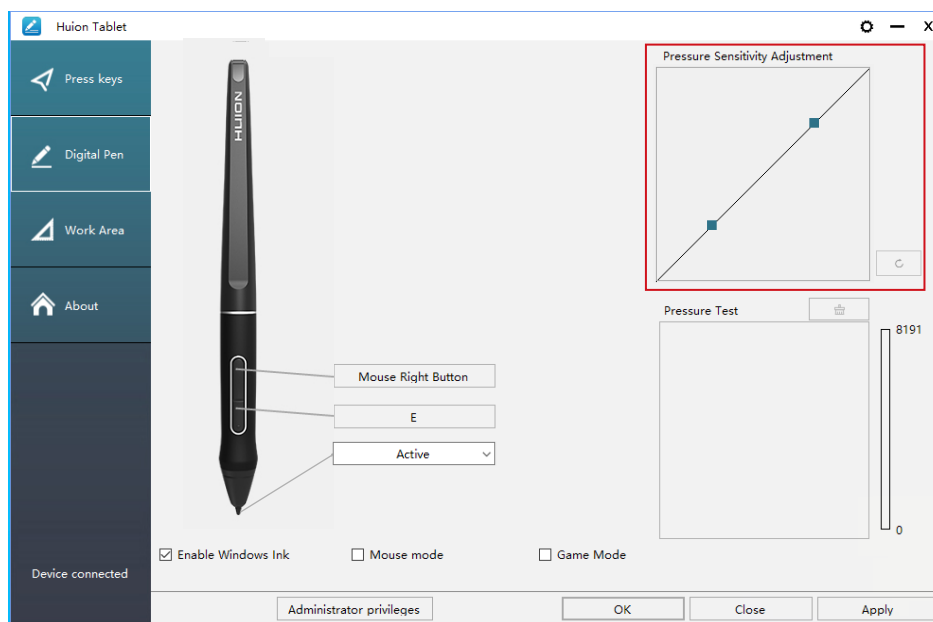 Huion Tablet
X
Press keys
Digital Pen
Work Area
About
Device connected
HUION
Mouse Right Button
E
Active
Pressure Sensitivity Adjustment
Pressure Test
8191
0
Enable Windows Ink
Mouse mode
Game Mode
Administrator privileges
OK
Close
Apply